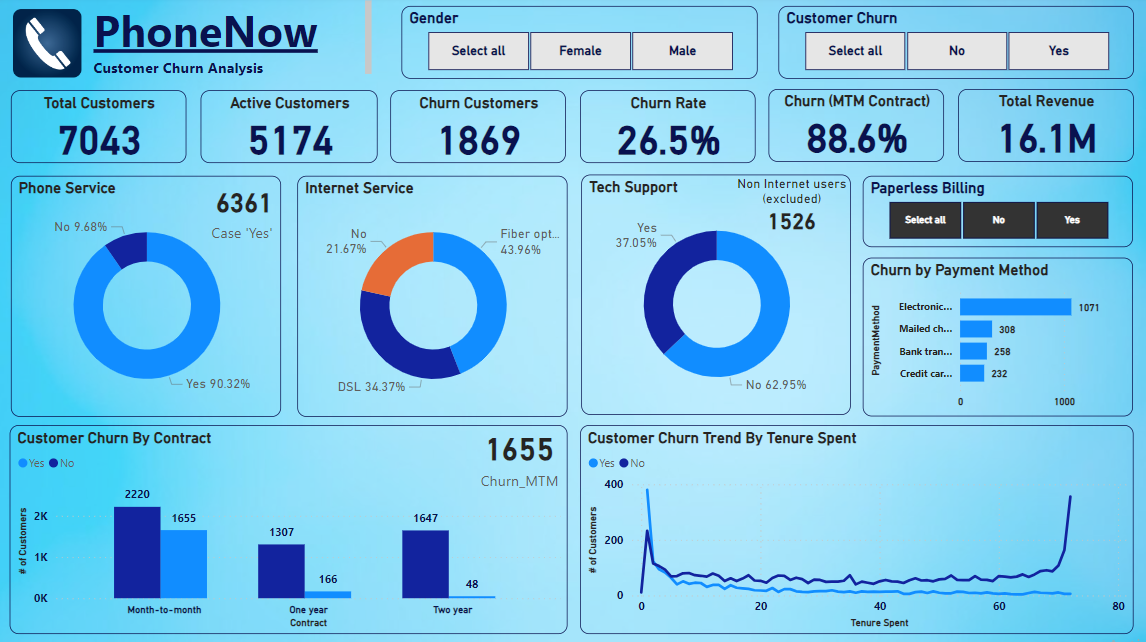 PhoneNow
Customer Churn Analysis
Gender
Select all
Female
Male
Customer Churn
Select all
No
Yes
Total Customers
7043
Active Customers
5174
Churn Customers
1869
Churn Rate
26.5%
Churn (MTM Contract)
88.6%
Total Revenue
16.1M
Phone Service
6361
Case 'Yes'
No 9.68%
Yes 90.32%
Internet Service
No
21.67%
Fiber opt...
43.96%
DSL 34.37%
Tech Support
Non Internet users
(excluded)
1526
Yes
37.05%
No 62.95%
Paperless Billing
Select all
No
Yes
Churn by Payment Method
PaymentMethod
Electronic...
1071
Mailed ch...
308
Bank tran...
258
Credit car...
232
0
1000
Customer Churn By Contract
Yes
No
1655
Churn_MTM
# of Customers
2K
1K
0K
2220
1655
1307
166
1647
48
Month-to-month
One year
Two year
Contract
Customer Churn Trend By Tenure Spent
Yes
No
# of Customers
400
200
0
0
20
40
60
80
Tenure Spent